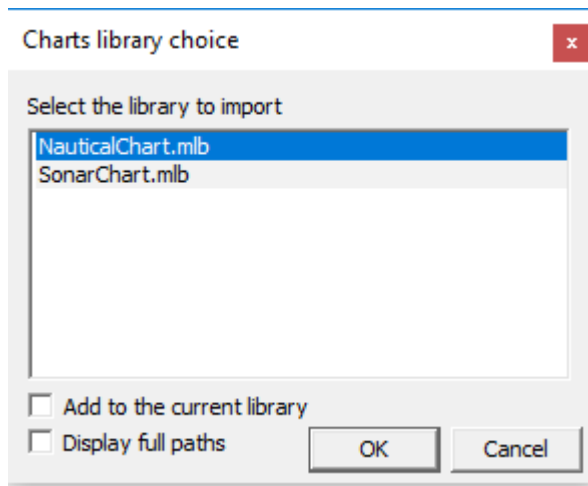 Charts library choice
x
Select the library to import
NauticalChart.mlb
SonarChart.mlb
Add to the current library
Display full paths
OK
Cancel